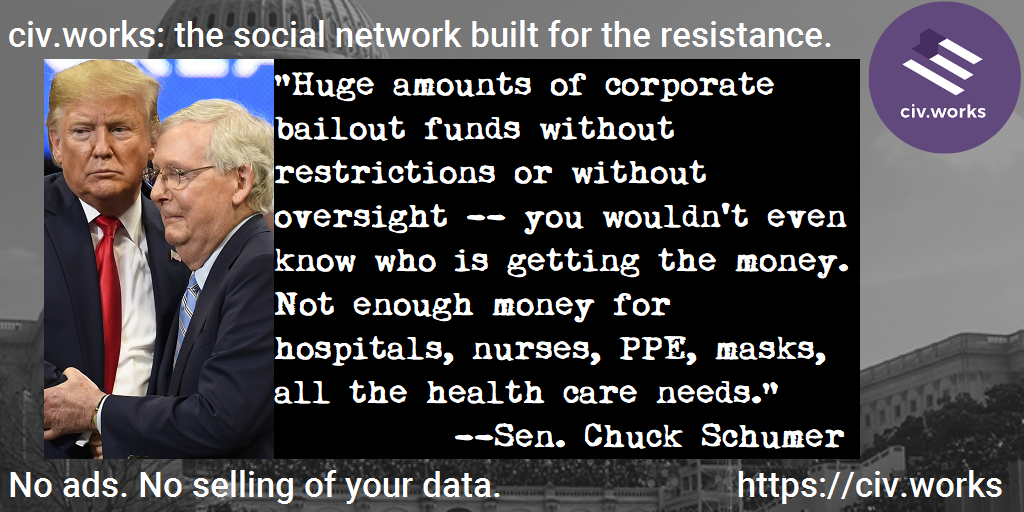 civ.works: the social network built for the resistance.
civ.works
"Huge amounts of corporate
bailout funds without
restrictions or without
oversight -- you wouldn't even
know who is getting the money.
Not enough money for
hospitals, nurses, PPE, masks,
all the health care needs."
--Sen. Chuck Schumer
No ads. No selling of your data.
https://civ.works